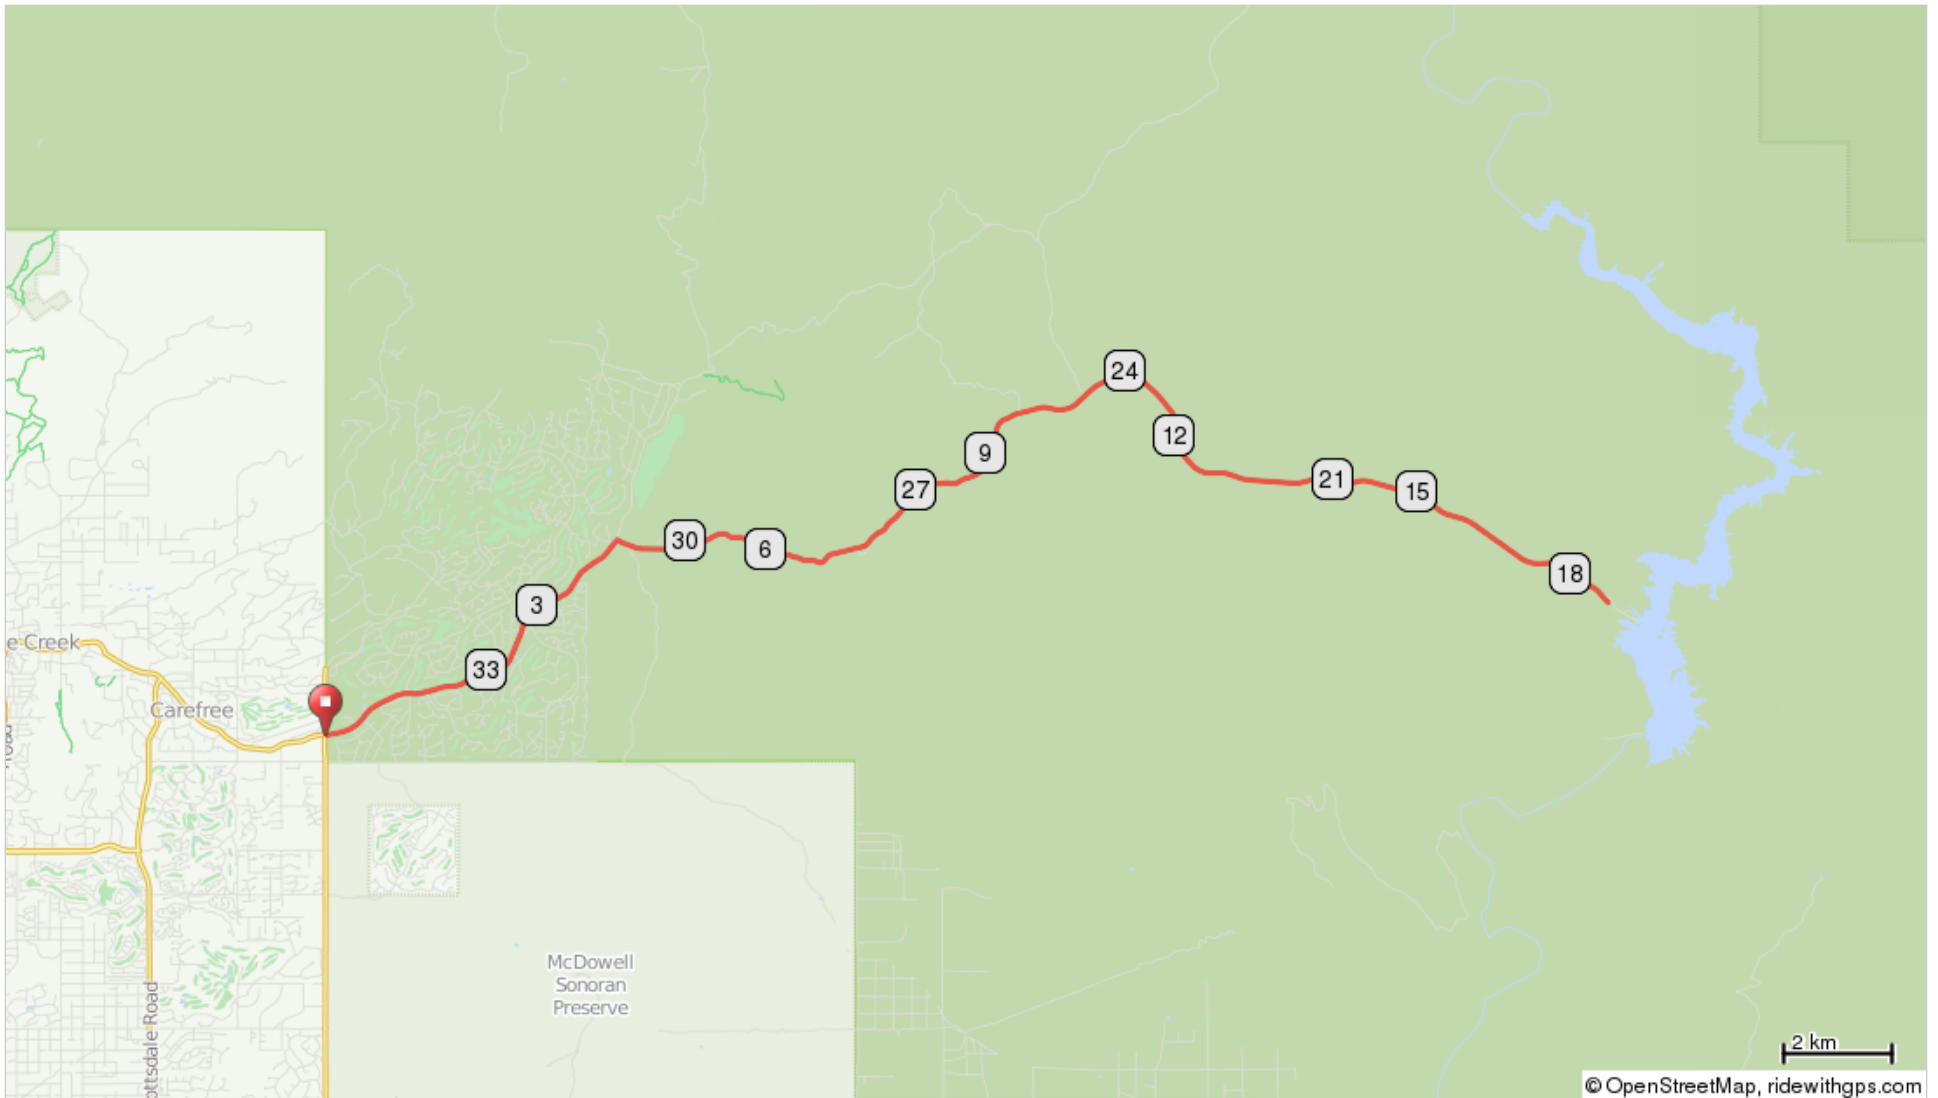 24
12
9
21
15
27
30
6
18
3
e Creek
33
Carefree
McDowell
Sonoran
Preserve
ottsdale Road
2 km
© OpenStreetMap, ridewithgps.com